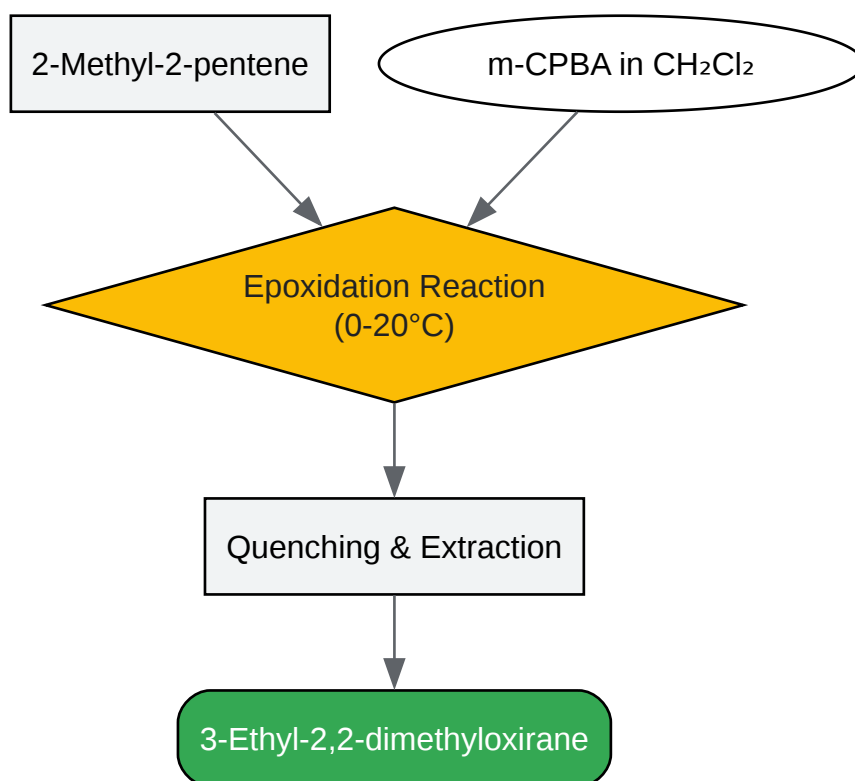 2-Methyl-2-pentene
m-CPBA in CH₂Cl₂
Epoxidation Reaction
(0-20°C)
Quenching & Extraction
3-Ethyl-2,2-dimethyloxirane